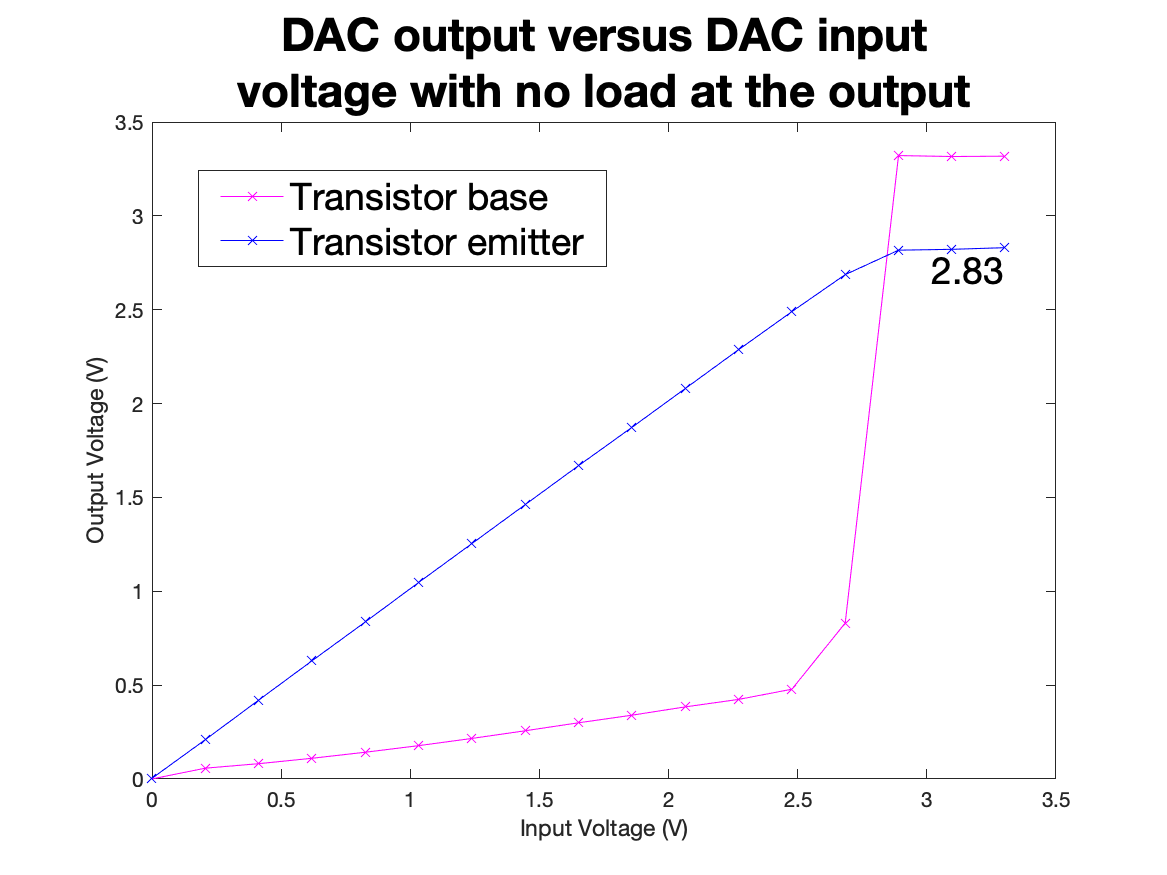 DAC output versus DAC input
voltage with no load at the output
3.5
3
2.5
2
1.5
1
0.5
0
Output Voltage (V)
Transistor base
Transistor emitter
2.83
0 0.5 1 1.5 2 2.5 3 3.5
Input Voltage (V)